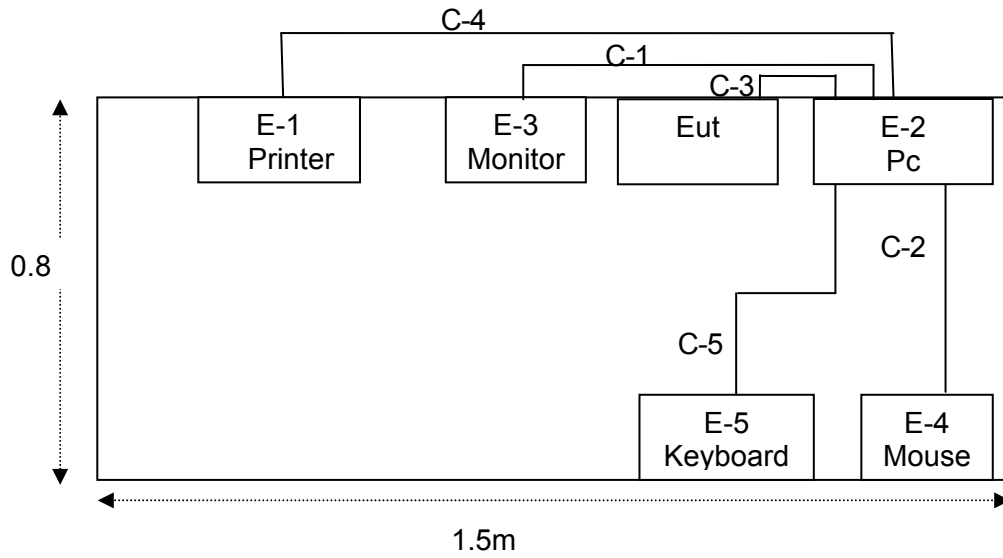 C-4
C-1
C-3
E-1
Printer
E-3
Monitor
Eut
E-2
Pc
C-2
0.8
C-5
E-5
Keyboard
E-4
Mouse
1.5m